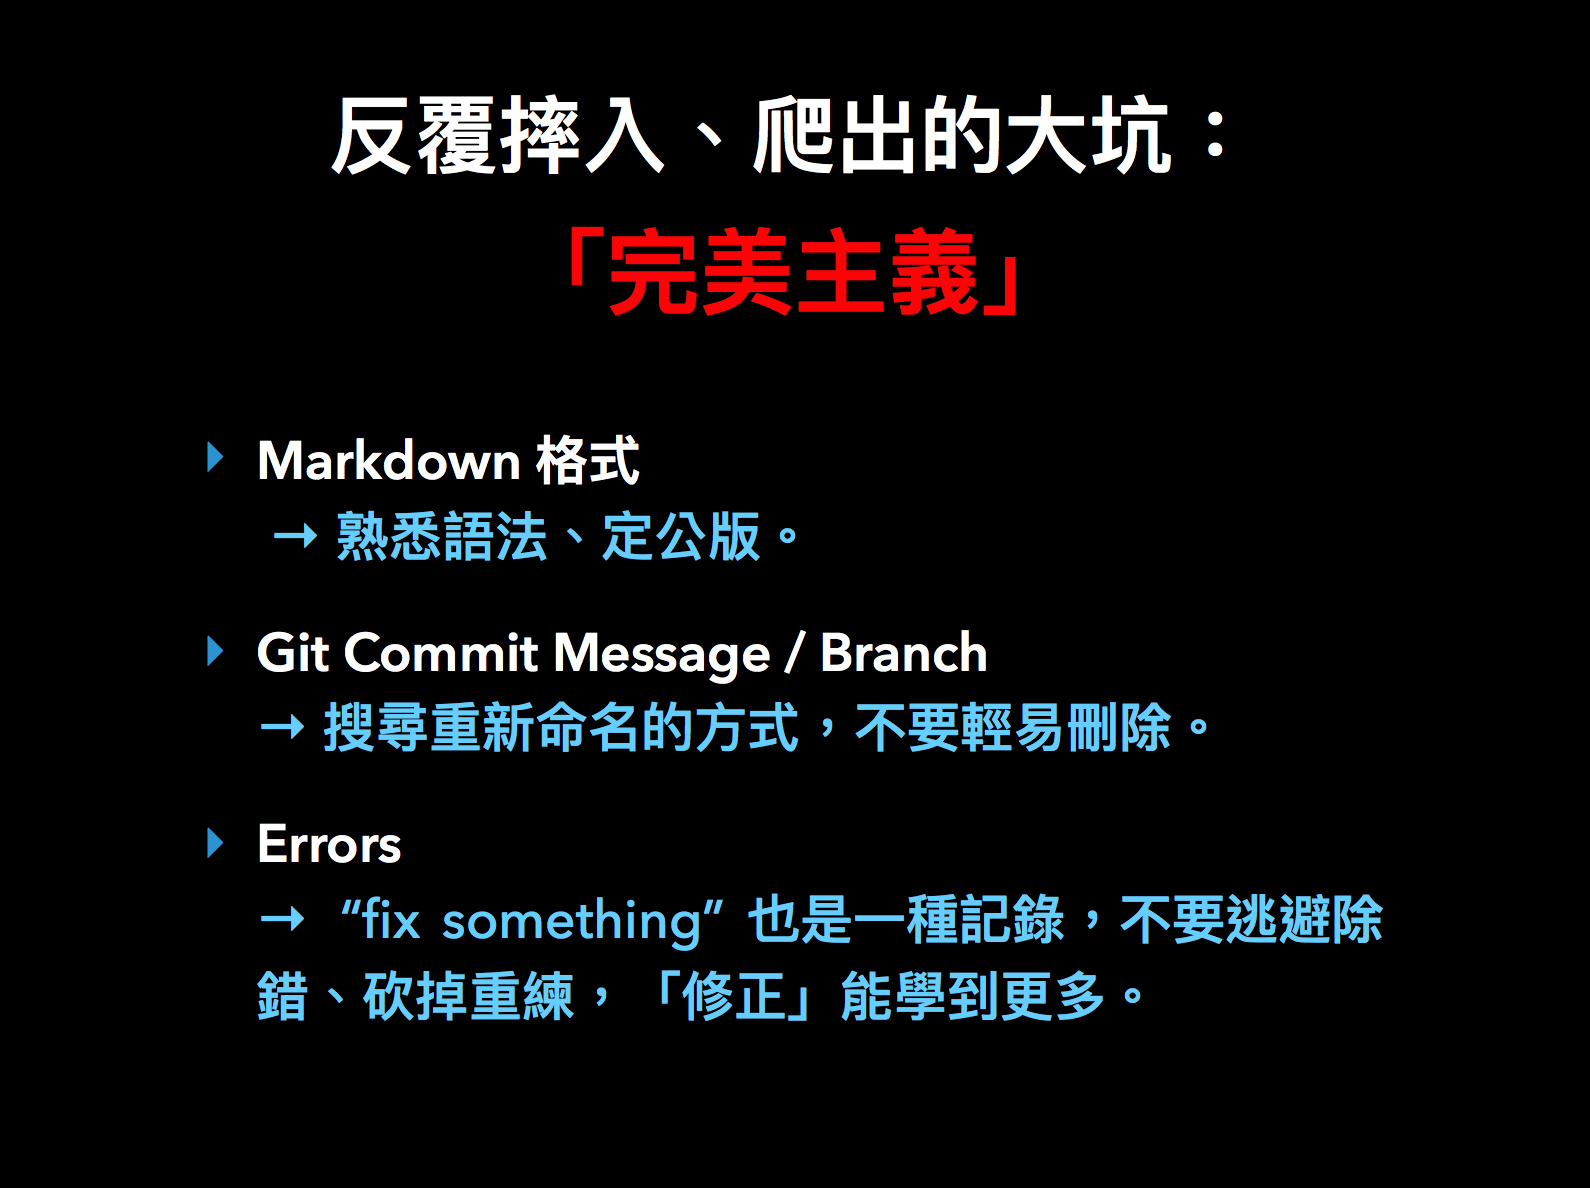 反覆摔入、爬出的大坑：
「完美主義」
Markdown 格式
→ 熟悉語法、定公版。
Git Commit Message / Branch
→ 搜尋重新命名的方式，不要輕易刪除。
Errors
→ “fix something” 也是一種記錄，不要逃避除
錯、砍掉重練，「修正」能學到更多。